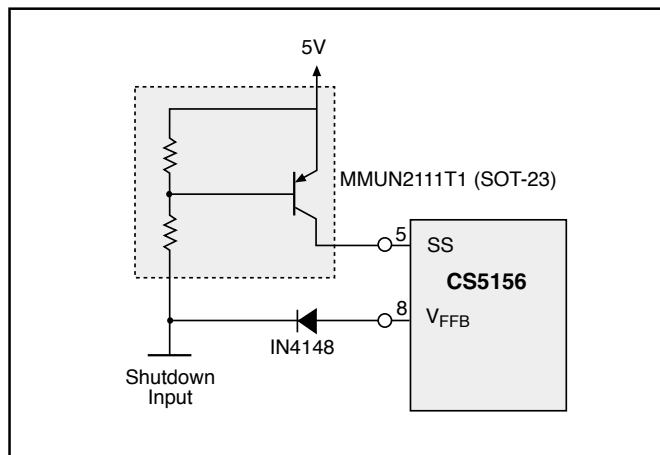 5V
MMUN2111T1 (SOT-23)
5
SS
CS5156
8
VFFB
IN4148
Shutdown
Input